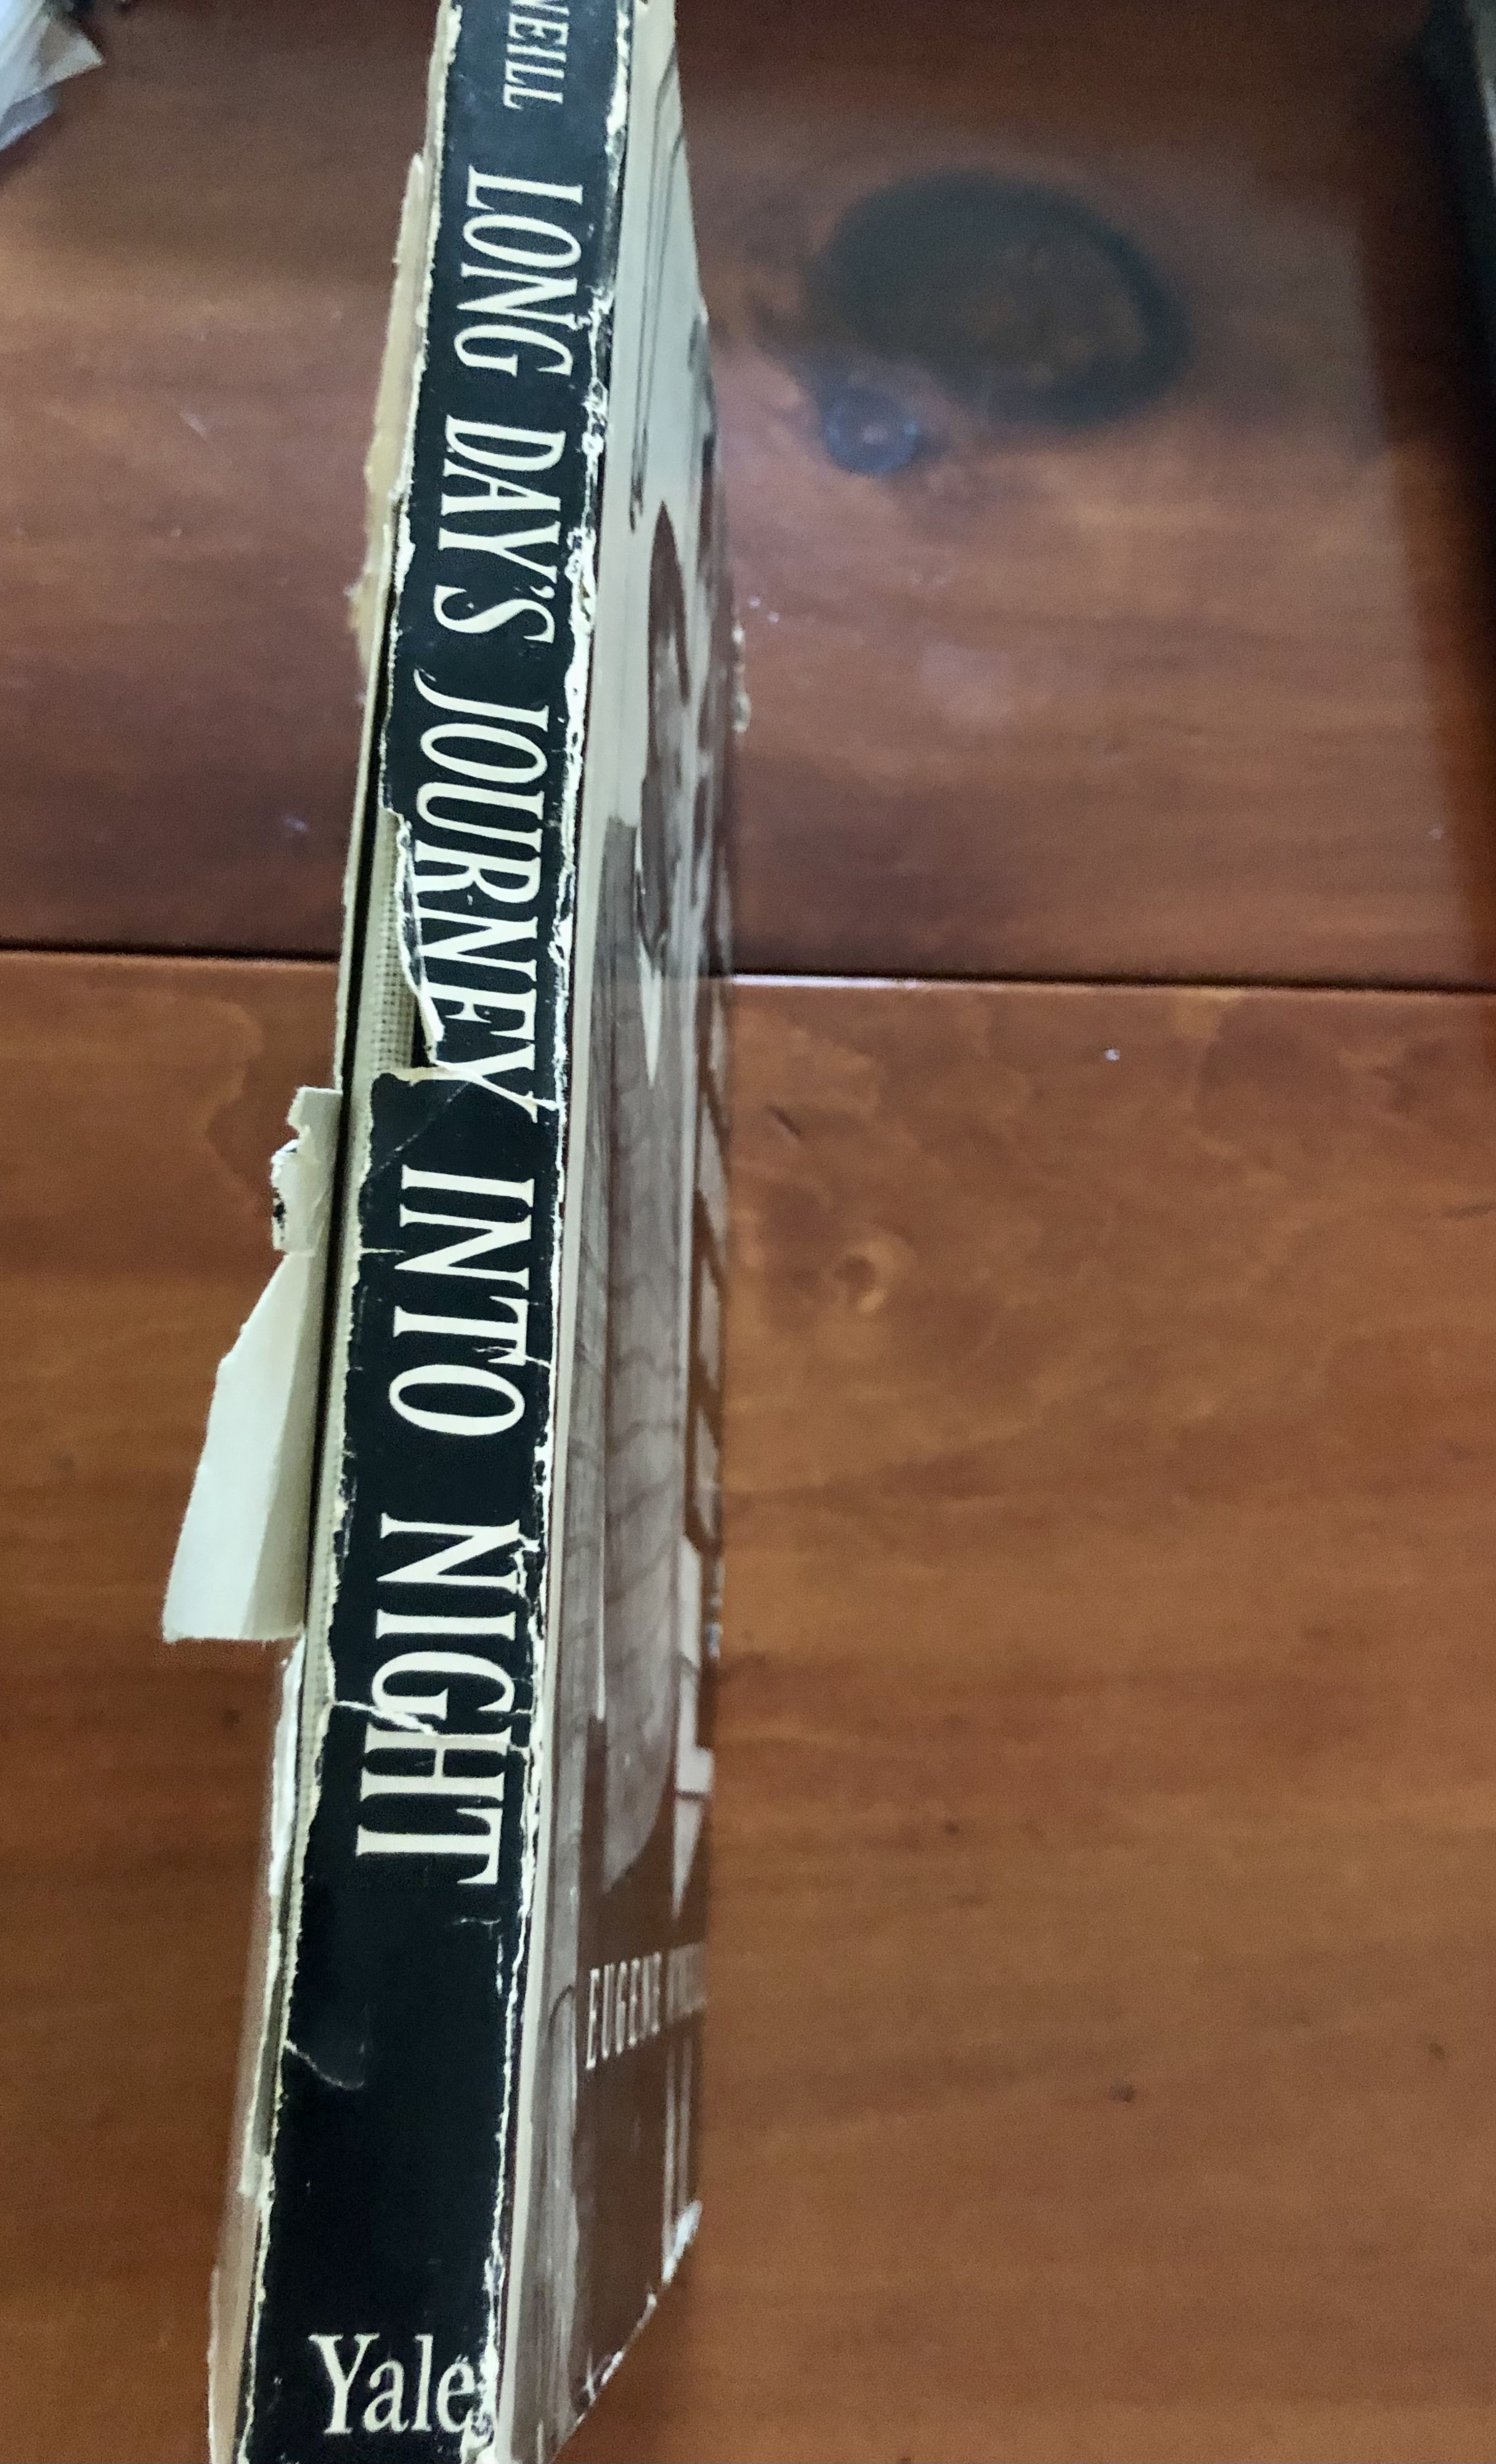 NEILL LONG DAY'S JOURNEY INTO NIGHT
Yale
EUGENE